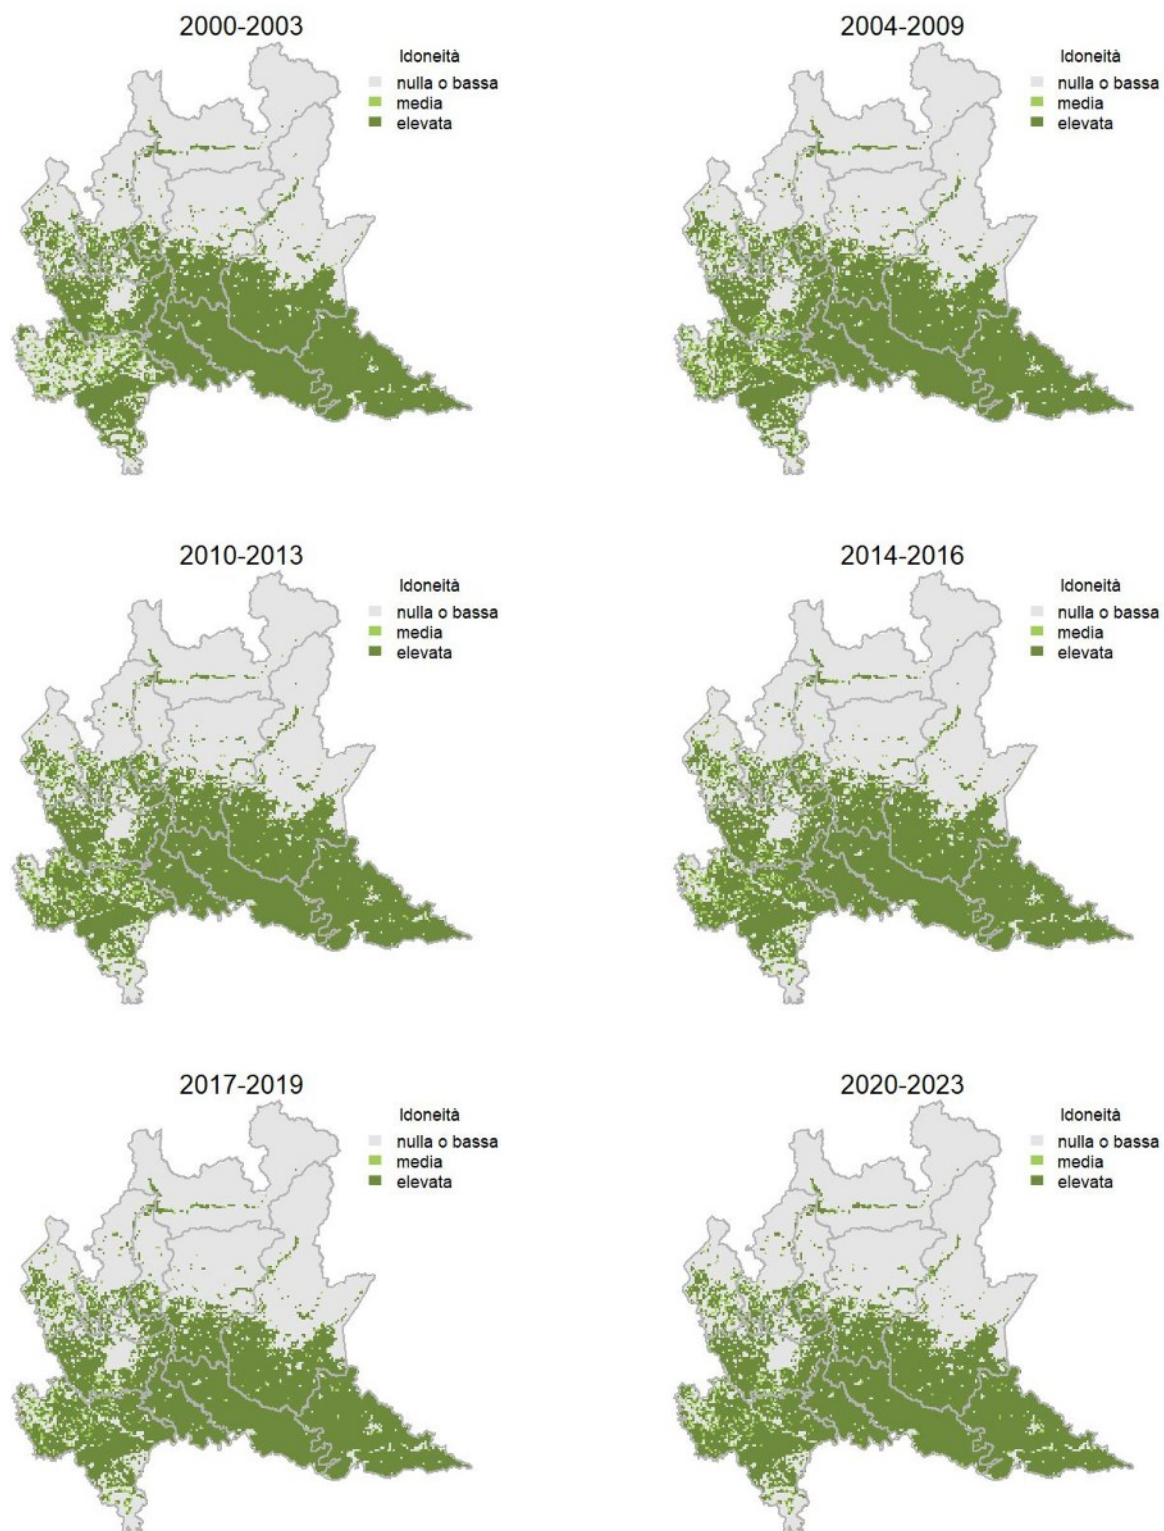 2000-2003
Idoneità
nulla o bassa
media
elevata
2004-2009
Idoneità
nulla o bassa
media
elevata
2010-2013
Idoneità
nulla o bassa
media
elevata
2014-2016
Idoneità
nulla o bassa
media
elevata
2017-2019
Idoneità
nulla o bassa
media
elevata
2020-2023
Idoneità
nulla o bassa
media
elevata